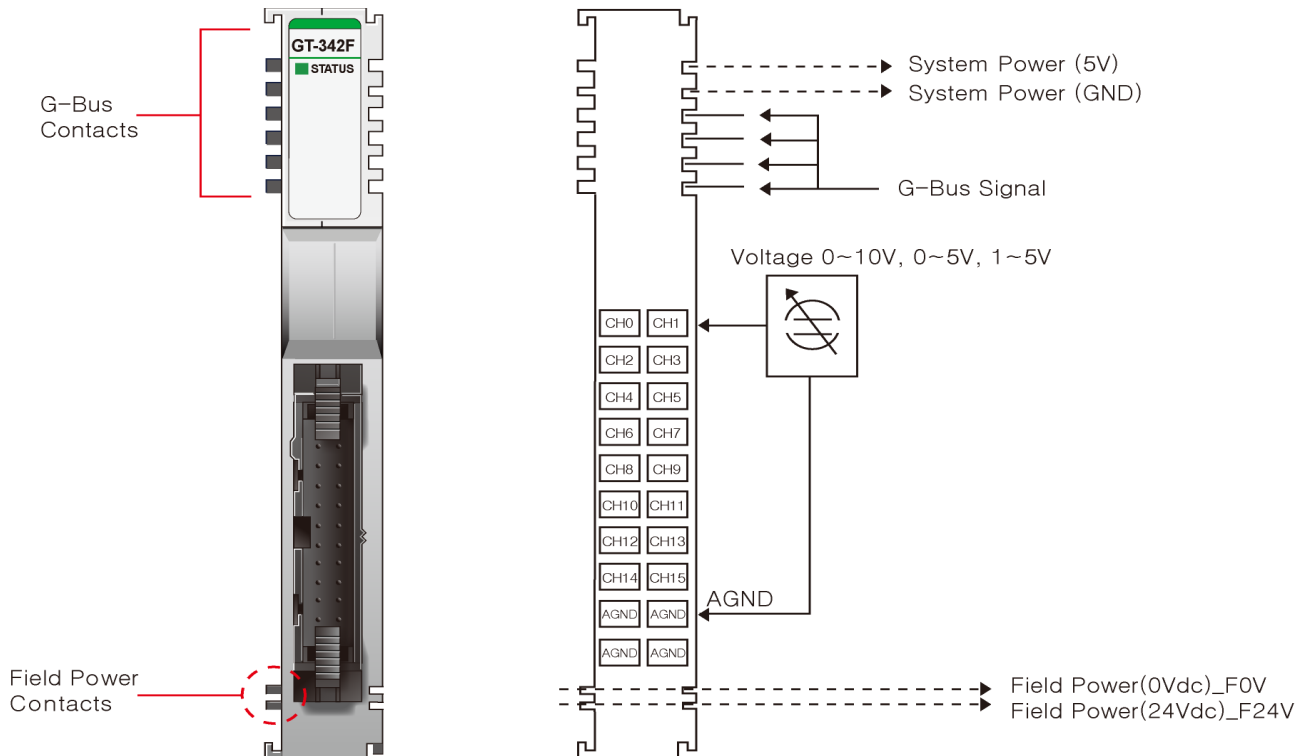 GT-342F
STATUS
G-Bus
Contacts
Field Power
Contacts
System Power (5V)
System Power (GND)
G-Bus Signal
Voltage 0~10V, 0~5V, 1~5V
CH0 CH1
CH2 CH3
CH4 CH5
CH6 CH7
CH8 CH9
CH10 CH11
CH12 CH13
CH14 CH15
AGND
AGND AGND
AGND AGND
Field Power(0Vdc)_F0V
Field Power(24Vdc)_F24V